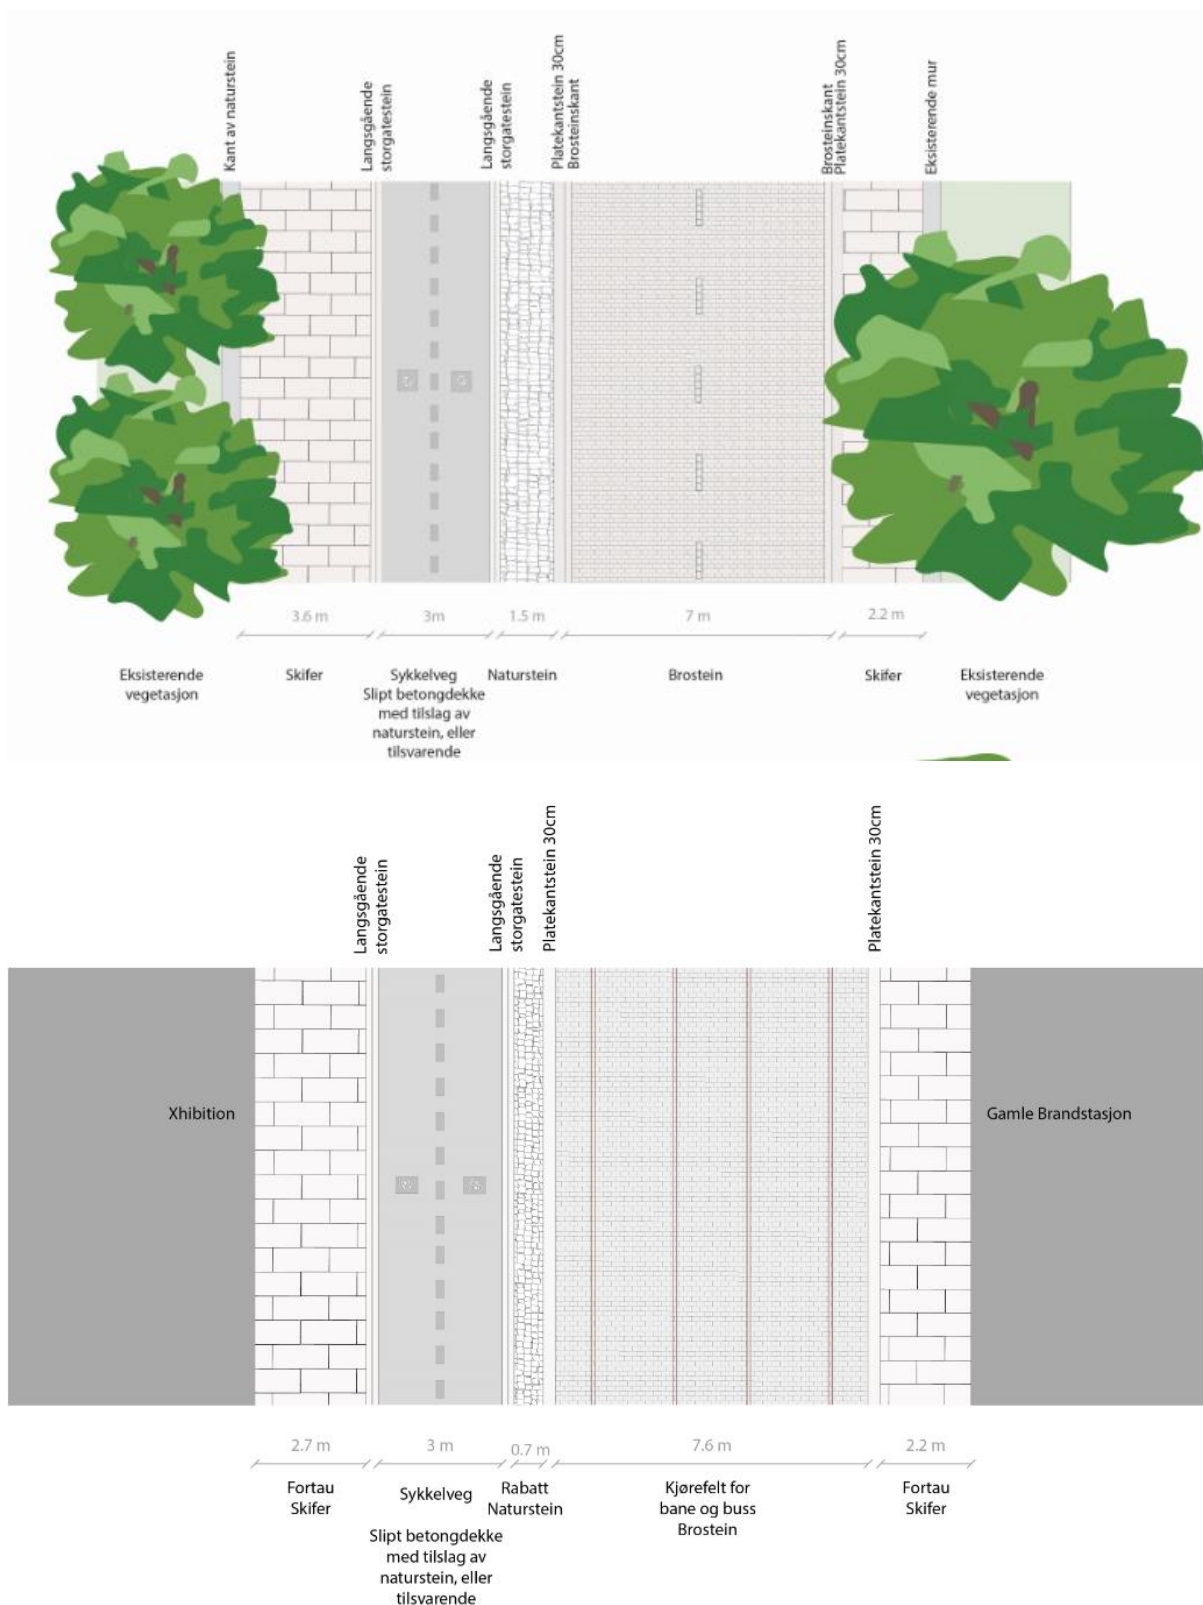 Kant av naturstein
Langsgående
storgatestein
Langsgående
storgatestein
Platekantstein 30cm
Brosteinskant
Brosteinskant
Platekantstein 30cm
Eksisterende mur
3.6 m
3m
1.5 m
7 m
2.2 m
Eksisterende
vegetasjon
Skifer
Sykkelveg
Slipt betongdekke
med tilslag av
naturstein, eller
tilsvarende
Naturstein
Brostein
Skifer
Eksisterende
vegetasjon
Langsgående
storgatestein
Langsgående
storgatestein
Platekantstein 30cm
Platekantstein 30cm
Xhibition
Gamle Brandstasjon
2.7 m
3 m
0.7 m
7.6 m
2.2 m
Fortau
Skifer
Sykkelveg
Slipt betongdekke
med tilslag av
naturstein, eller
tilsvarende
Rabatt
Naturstein
Kjørefelt for
bane og buss
Brostein
Fortau
Skifer